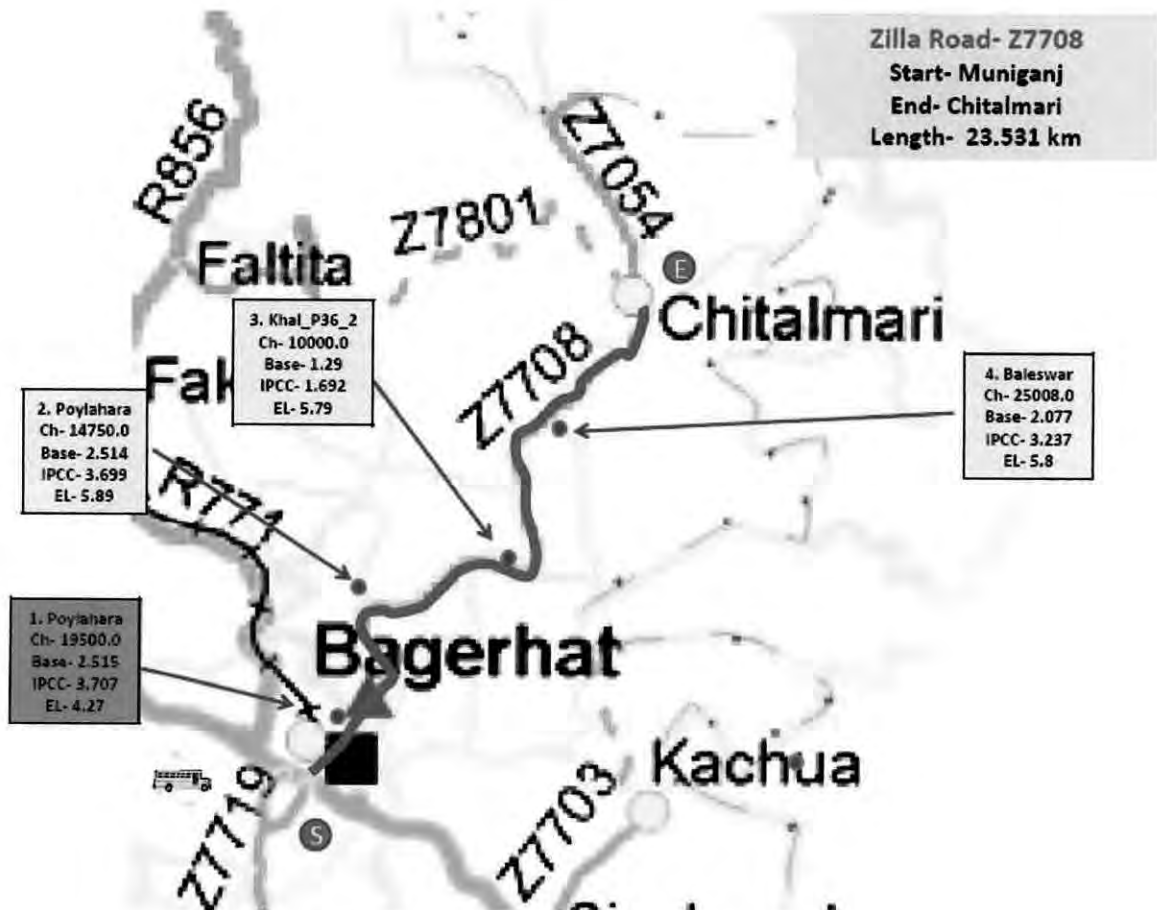 Zilla Road- Z7708
Start- Muniganj
End- Chitalmari
Length- 23.531 km
R856
Z7054
Z7801
Faltita
E
Chitalmari
3. Khal_P36_2
Ch- 10000.0
Base- 1.29
IPCC- 1.692
EL- 5.79
Z7708
Fak
4. Baleswar
Ch- 25008.0
Base- 2.077
IPCC- 3.237
EL- 5.8
2. Poylahara
Ch- 14750.0
Base- 2.514
IPCC- 3.699
EL- 5.89
R771
1. Poylahara
Ch- 19500.0
Base- 2.515
IPCC- 3.707
EL- 4.27
Bagerhat
Kachua
Z7719
Z7703
S